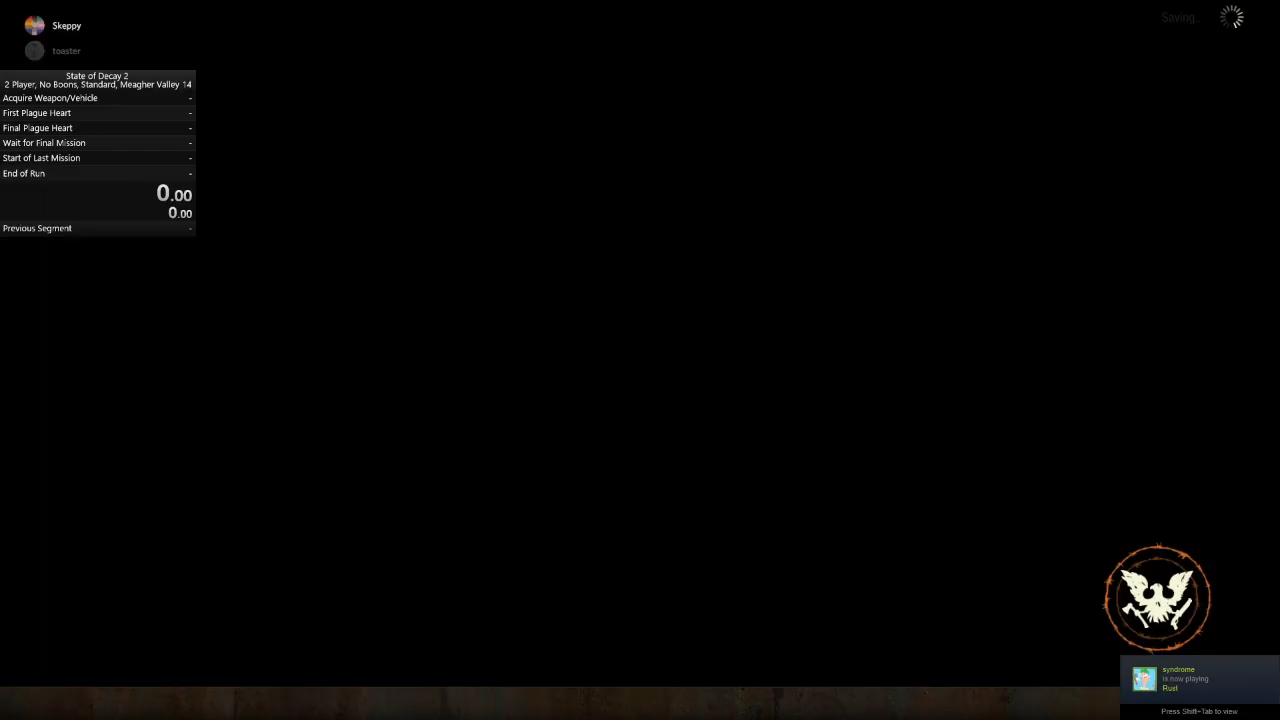 Skeppy
toaster
Saving..
State of Decay 2
2 Player, No Boons, Standard, Meagher Valley 14
Acquire Weapon/Vehicle -
First Plague Heart -
Final Plague Heart -
Wait for Final Mission -
Start of Last Mission -
End of Run -
0.00
0.00
Previous Segment -
syndrome
is now playing
Rust
Press Shift+Tab to view